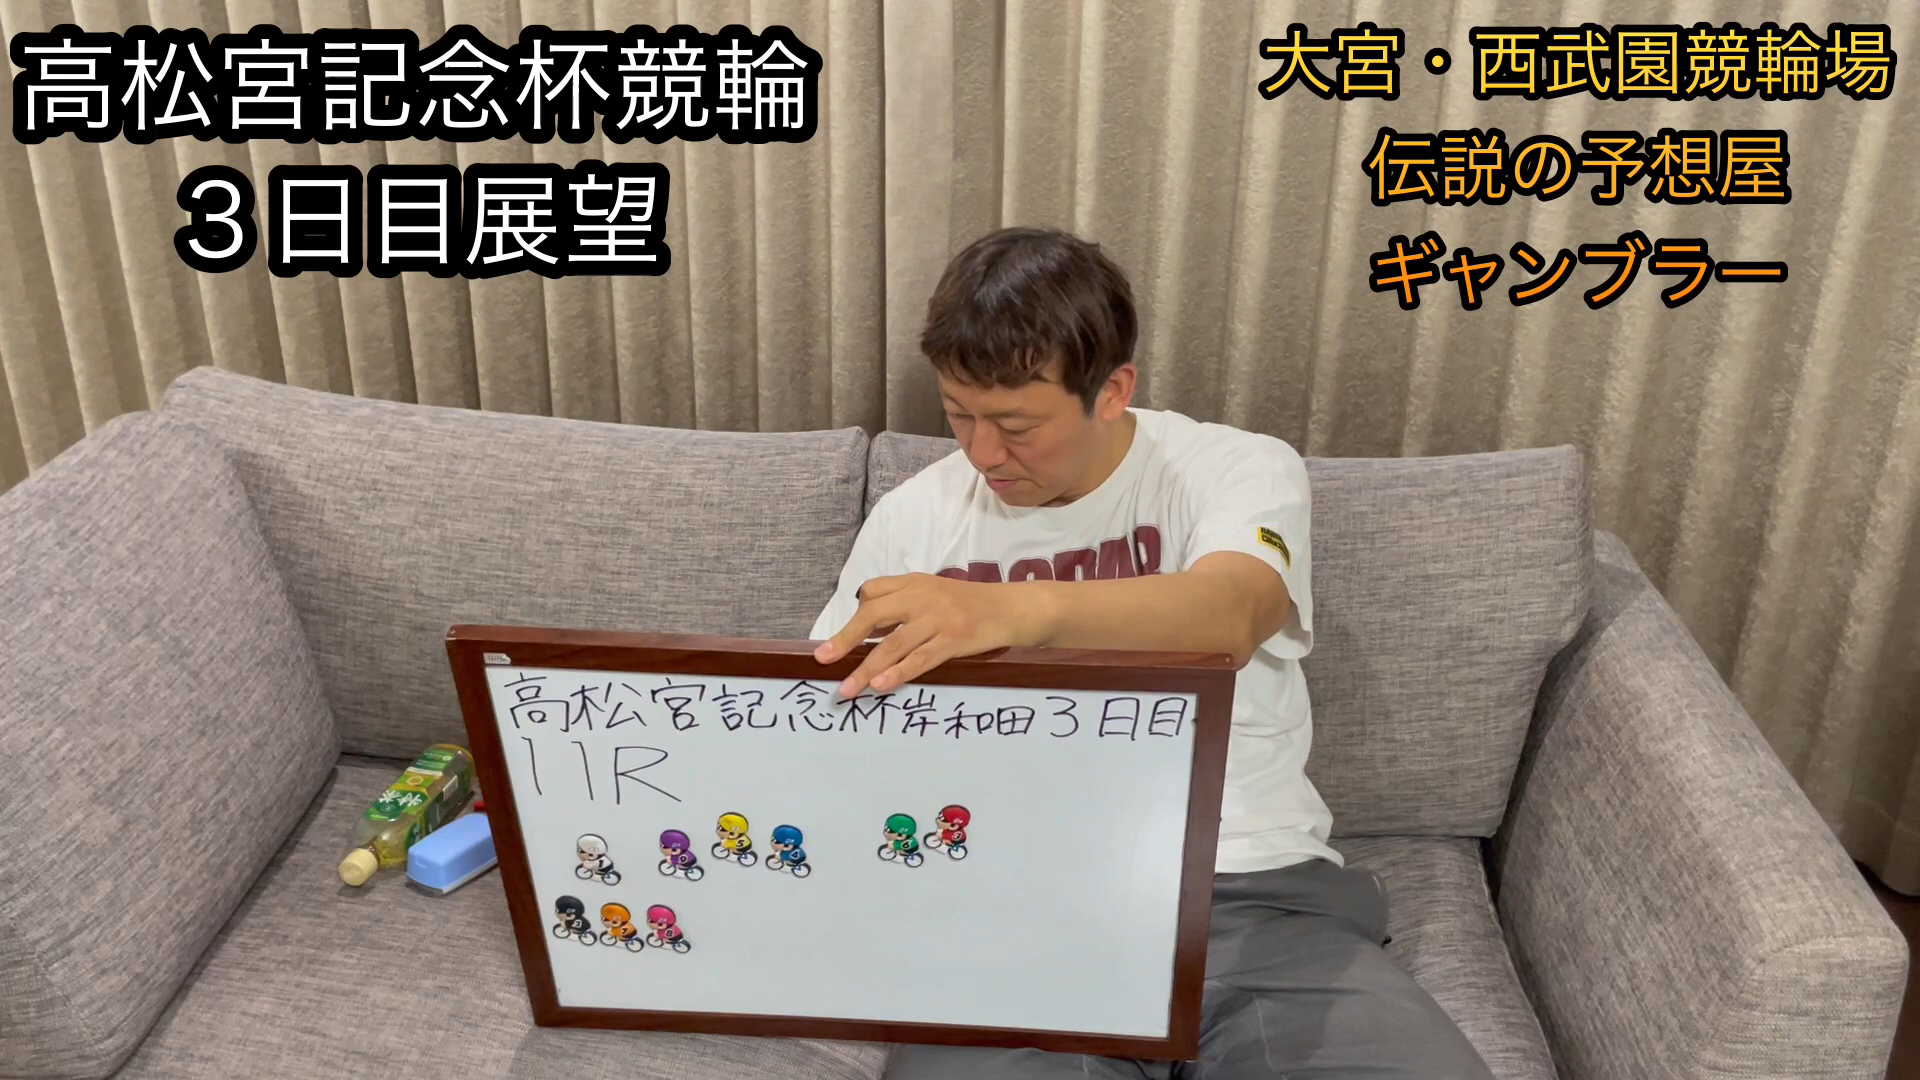 高松宮記念杯競輪
３日目展望
大宮・西武園競輪場
伝説の予想屋
ギャンブラー
高松宮記念杯岸和田3日目
11R